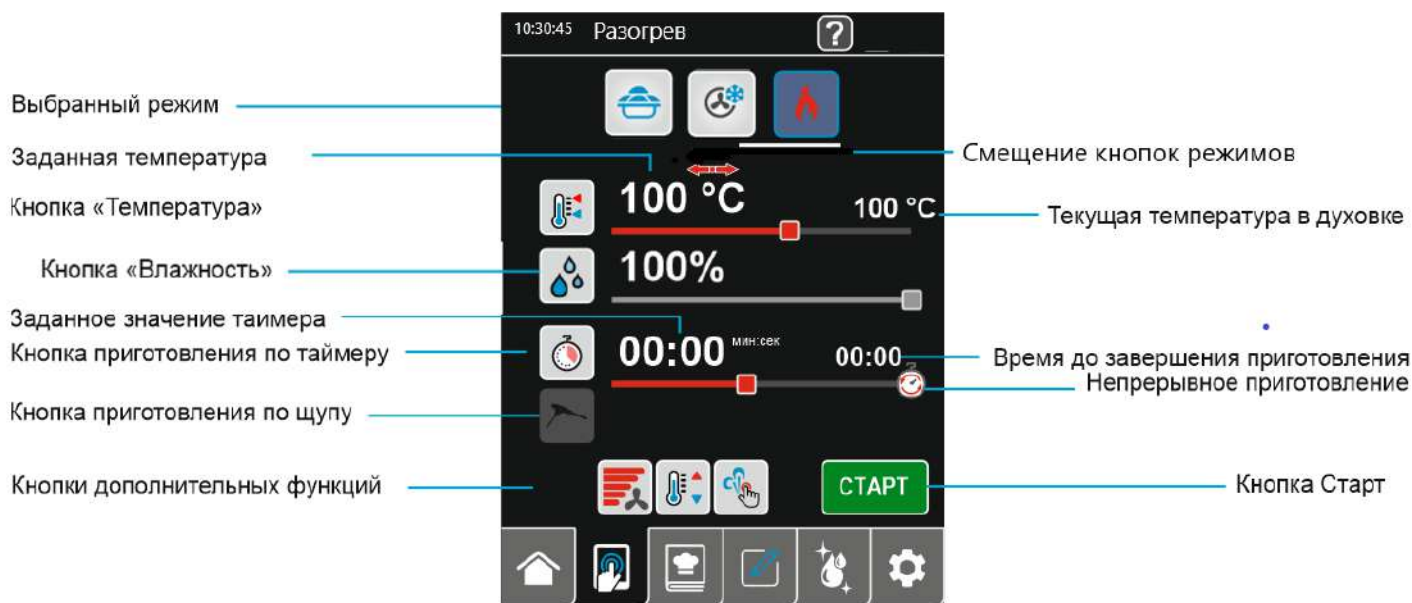 10:30:45 Разогрев ?
Выбранный режим
Заданная температура
Смещение кнопок режимов
100 °C
100 °C
Кнопка «Температура»
Текущая температура в духовке
Кнопка «Влажность»
100%
Заданное значение таимера
Кнопка приготовления по таймеру
00:00 мин:сек
00:00
Время до завершения приготовления
Непрерывное приготовление
Кнопка приготовления по щупу
Кнопки дополнительных функций
СТАРТ
Кнопка Старт